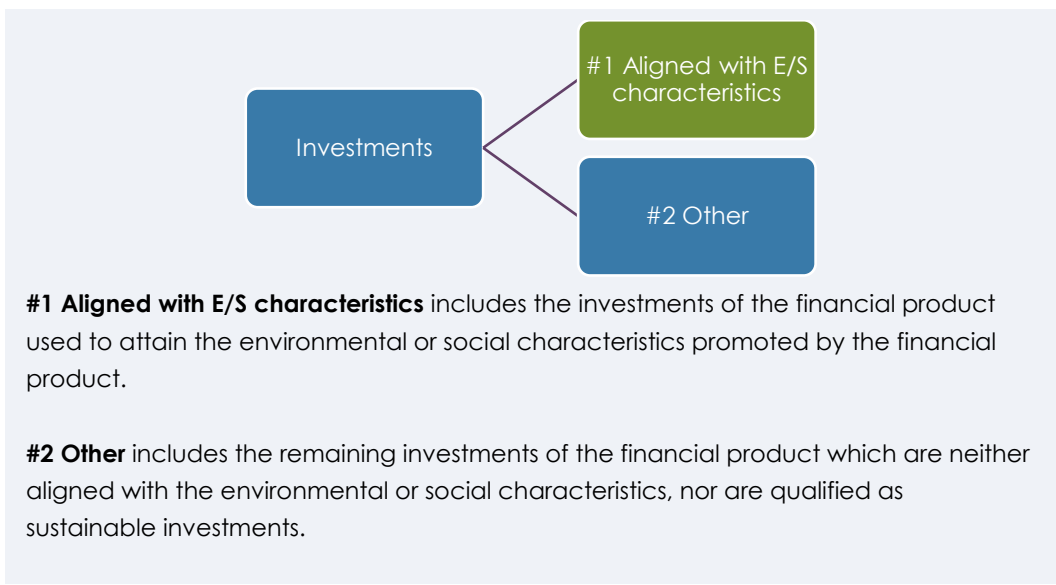 #1 Aligned with E/S
characteristics
Investments
#2 Other
#1 Aligned with E/S characteristics includes the investments of the financial product
used to attain the environmental or social characteristics promoted by the financial
product.
#2 Other includes the remaining investments of the financial product which are neither
aligned with the environmental or social characteristics, nor are qualified as
sustainable investments.